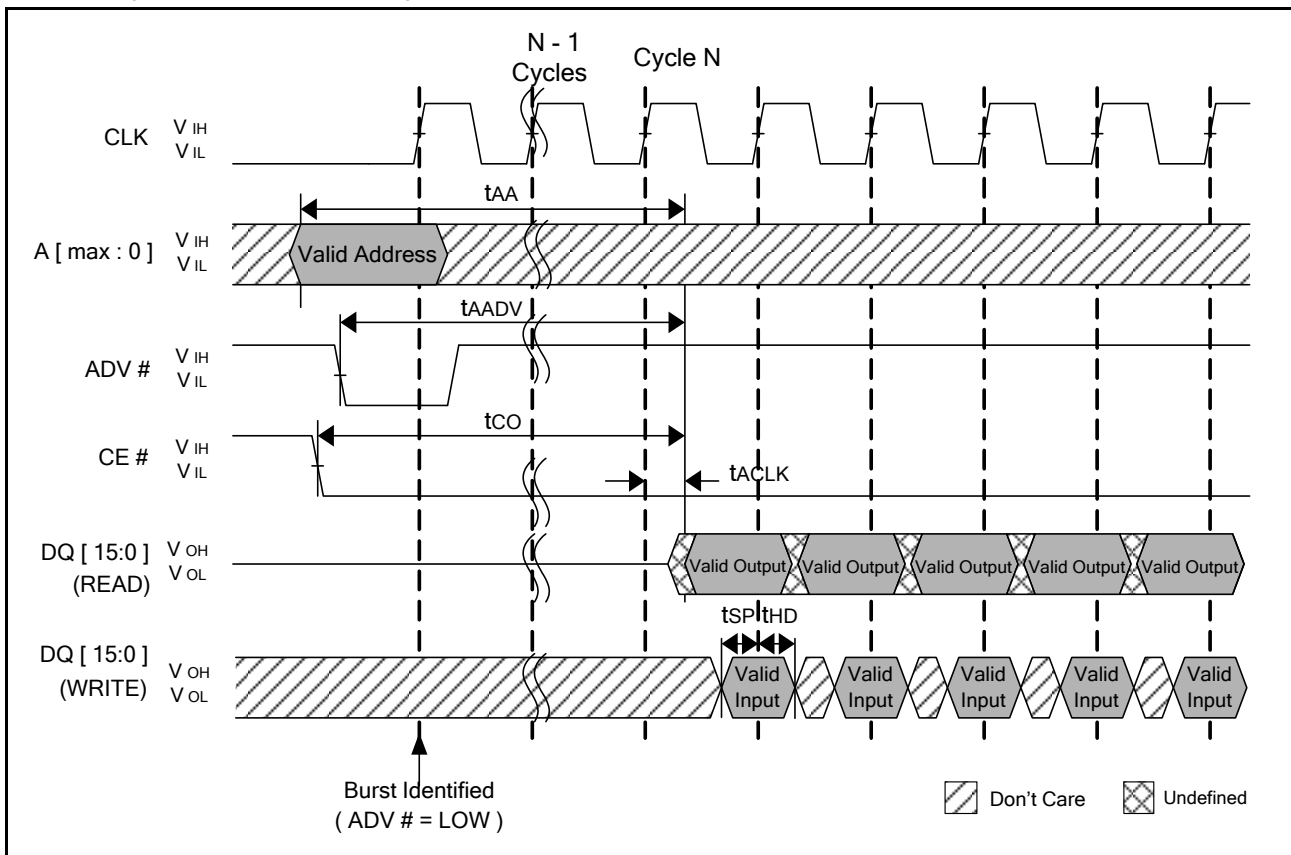 N - 1
Cycles
Cycle N
CLK
V IH
V IL
tAA
A [ max : 0 ]
V IH
V IL
Valid Address
tAADV
ADV #
V IH
V IL
tCO
CE #
V IH
V IL
tACLK
DQ [ 15:0 ]
(READ)
V OH
V OL
Valid Output
Valid Output
Valid Output
Valid Output
Valid Output
tSP
tHD
DQ [ 15:0 ]
(WRITE)
V OH
V OL
Valid
Input
Valid
Input
Valid
Input
Valid
Input
Valid
Input
Burst Identified
( ADV # = LOW )
Don't Care
Undefined